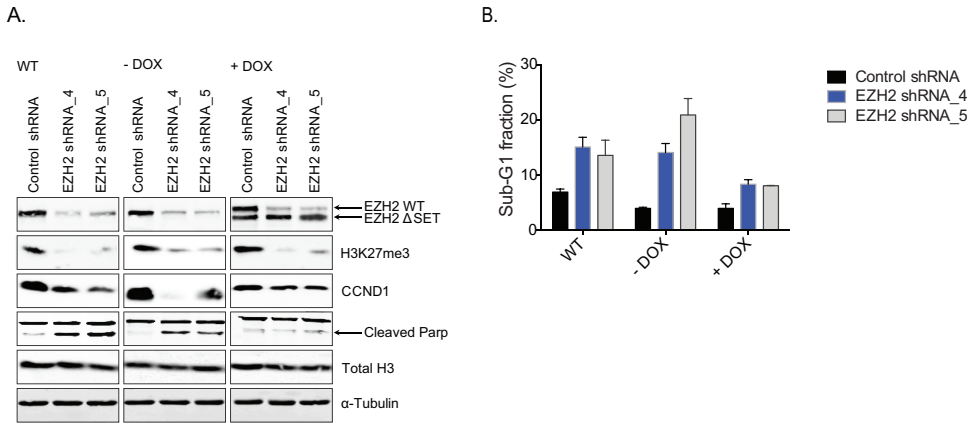 A.
WT
- DOX
+ DOX
Control shRNA
EZH2 shRNA_4
EZH2 shRNA_5
Control shRNA
EZH2 shRNA_4
EZH2 shRNA_5
Control shRNA
EZH2 shRNA_4
EZH2 shRNA_5
EZH2 WT
EZH2 ΔSET
H3K27me3
CCND1
Cleaved Parp
Total H3
α-Tubulin
B.
Sub-G1 fraction (%)
30
20
10
0
WT
- DOX
+ DOX
Control shRNA
EZH2 shRNA_4
EZH2 shRNA_5